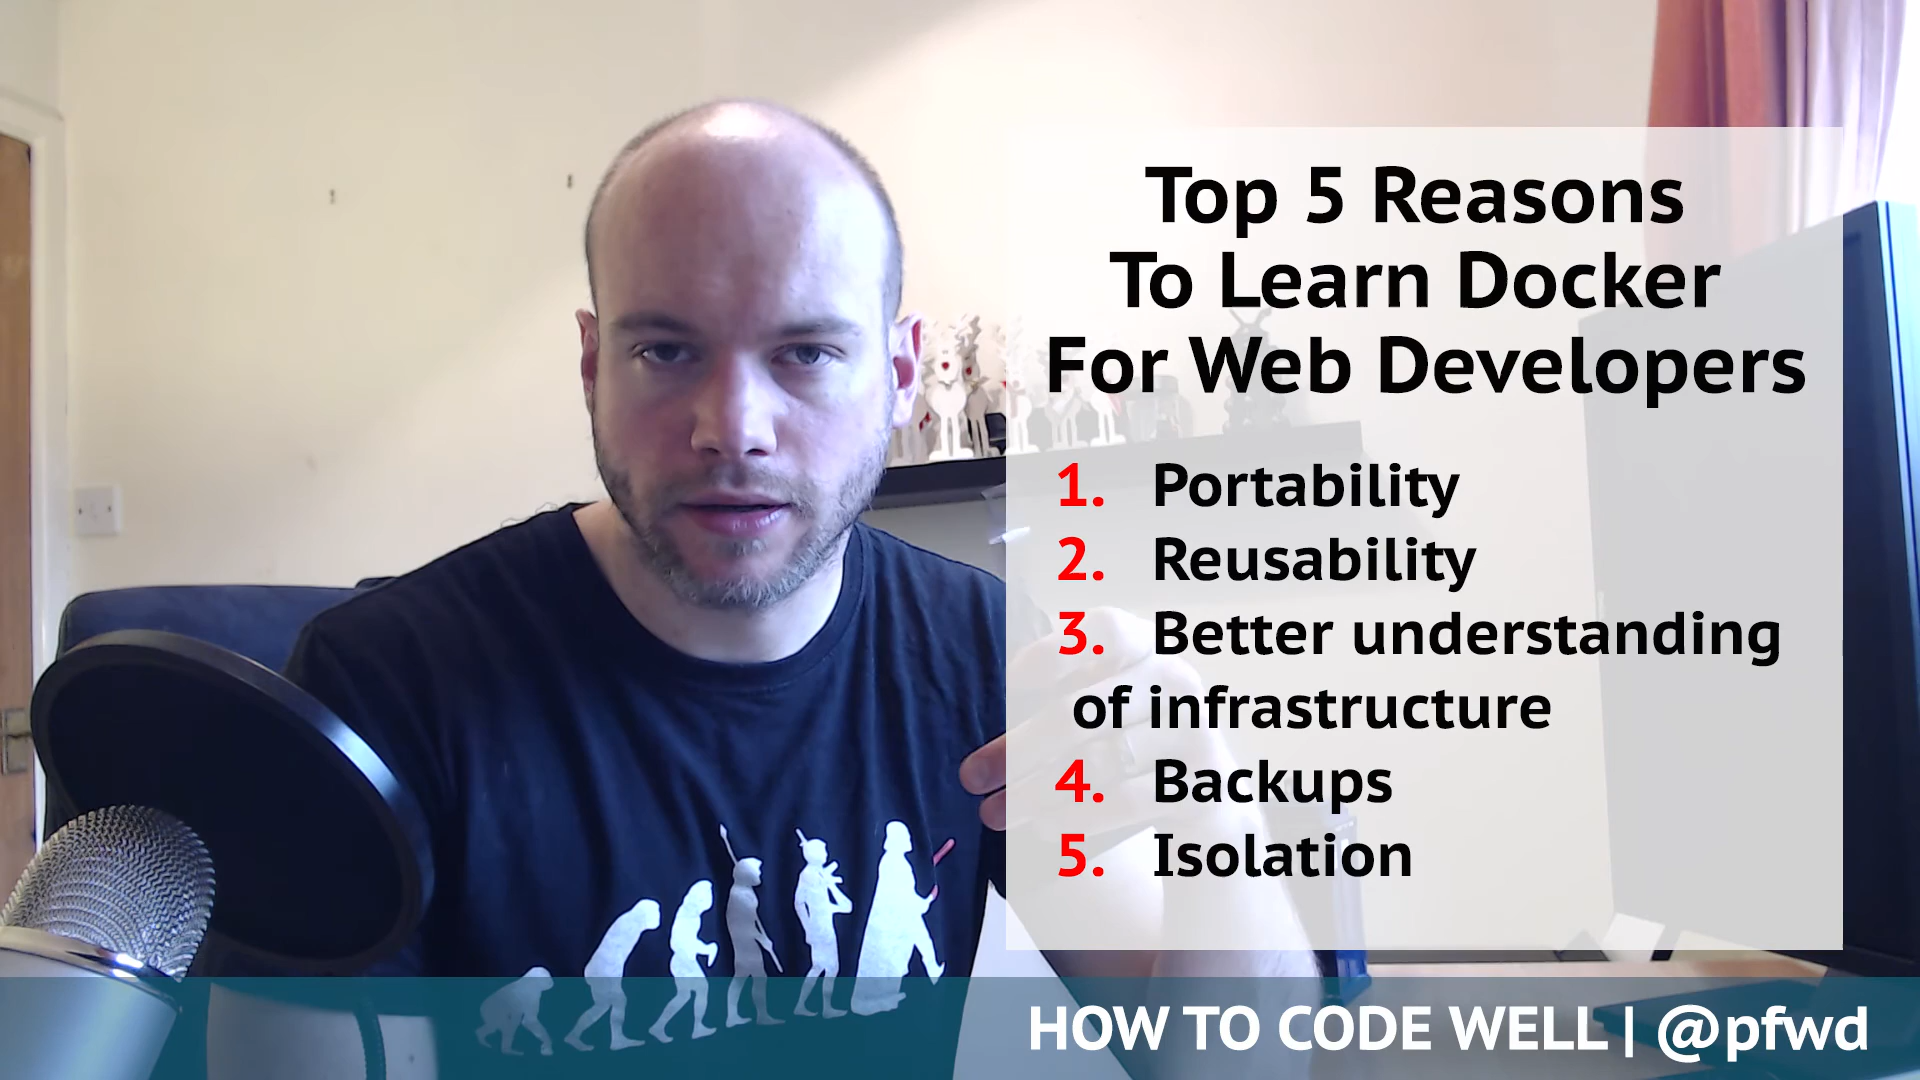 Top 5 Reasons
To Learn Docker
For Web Developers
1. Portability
2. Reusability
3. Better understanding
of infrastructure
4. Backups
5. Isolation
HOW TO CODE WELL | @pfwd